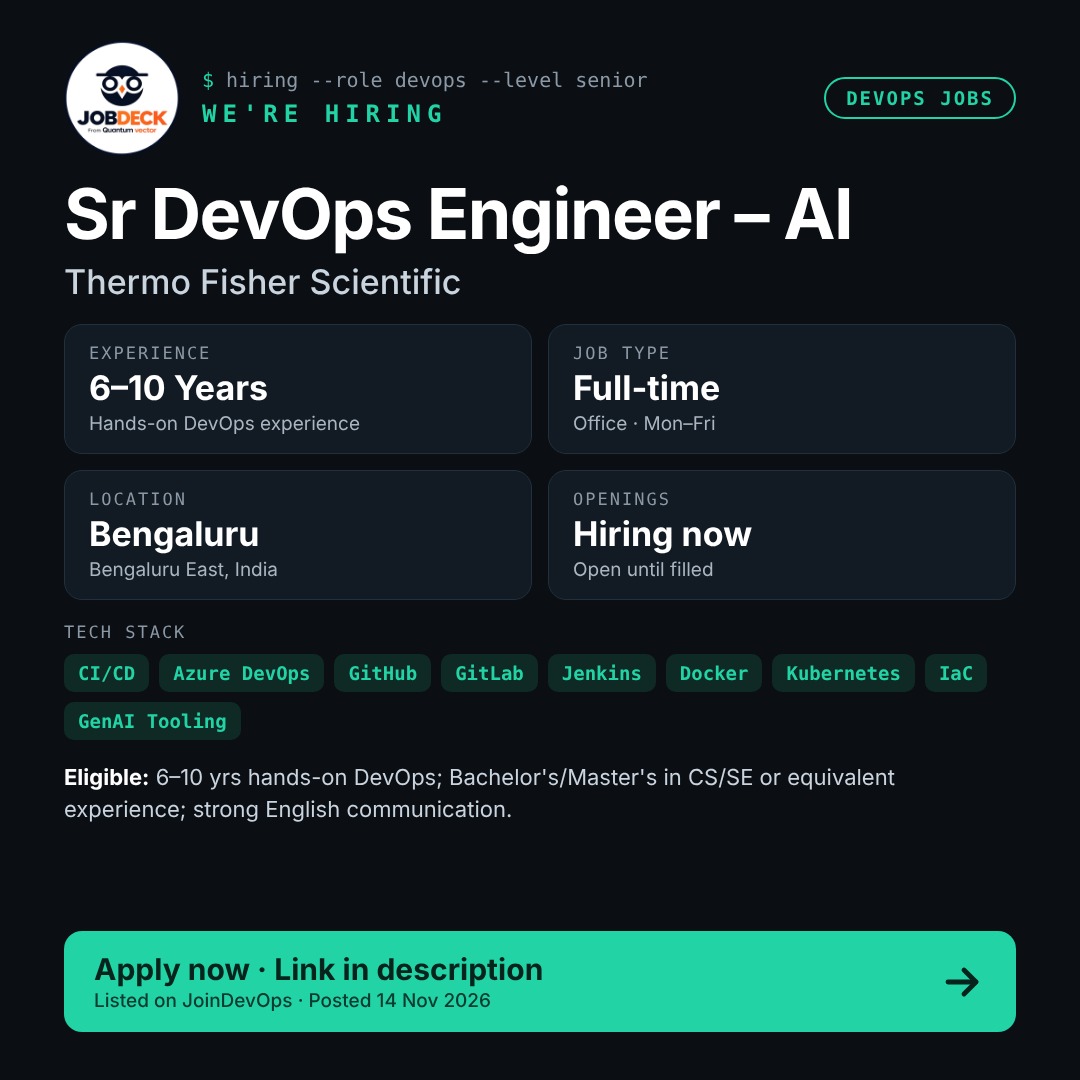 JOBDECK
From Quantum vector
$ hiring --role devops --level senior
WE'RE HIRING
DEVOPS JOBS
Sr DevOps Engineer – AI
Thermo Fisher Scientific
EXPERIENCE
6–10 Years
Hands-on DevOps experience
JOB TYPE
Full-time
Office · Mon–Fri
LOCATION
Bengaluru
Bengaluru East, India
OPENINGS
Hiring now
Open until filled
TECH STACK
CI/CD Azure DevOps GitHub GitLab Jenkins Docker Kubernetes IaC
GenAI Tooling
Eligible: 6–10 yrs hands-on DevOps; Bachelor's/Master's in CS/SE or equivalent
experience; strong English communication.
Apply now · Link in description
Listed on JoinDevOps · Posted 14 Nov 2026